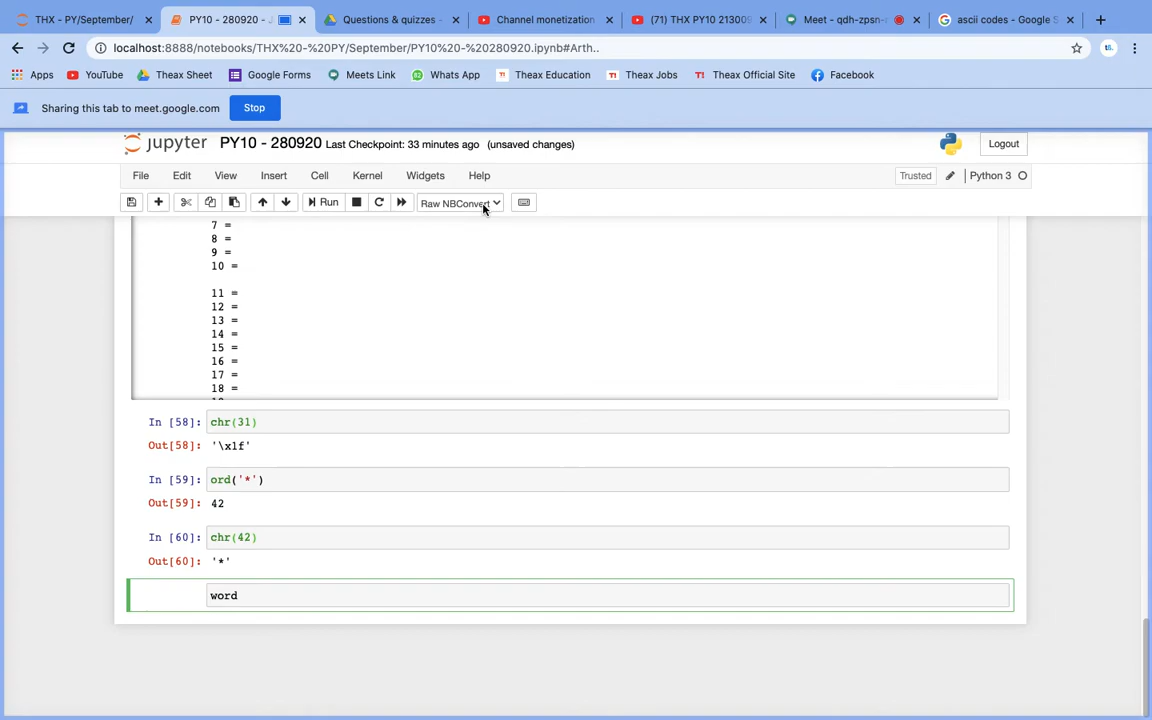 THX - PY/September/
PY10 - 280920 -
Questions & quizzes -
Channel monetization
(71) THX PY10 21300
Meet - qdh-zpsn-
ascii codes - Google S
localhost:8888/notebooks/THX%20-%20PY/September/PY10%20-%20280920.ipynb#Arth..
Apps
YouTube
Theax Sheet
Google Forms
Meets Link
Whats App
Theax Education
Theax Jobs
Theax Official Site
Facebook
Sharing this tab to meet.google.com
Stop
jupyter PY10 - 280920 Last Checkpoint: 33 minutes ago (unsaved changes)
Logout
File Edit View Insert Cell Kernel Widgets Help
Trusted
Python 3
Run
Raw NBConvert
7 =
8 =
9 =
10 =
11 =
12 =
13 =
14 =
15 =
16 =
17 =
18 =
In [58]: chr(31)
Out[58]: '\x1f'
In [59]: ord('*')
Out[59]: 42
In [60]: chr(42)
Out[60]: '*'
word